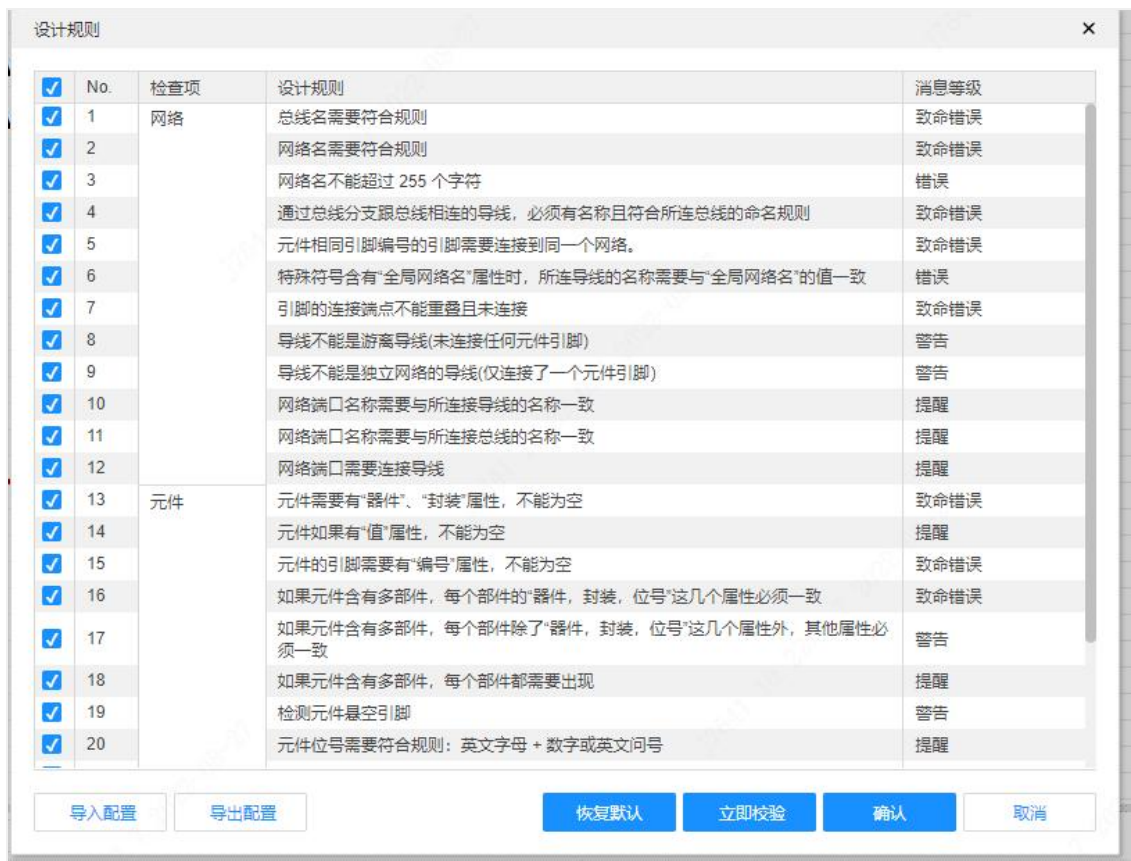 设计规则
No. 检查项 设计规则 消息等级
1 网络 总线名需要符合规则 致命错误
2 网络名需要符合规则 致命错误
3 网络名不能超过 255 个字符 错误
4 通过总线分支跟总线相连的导线，必须有名称且符合所连总线的命名规则 致命错误
5 元件相同引脚编号的引脚需要连接到同一个网络。 致命错误
6 特殊符号含有“全局网络名”属性时，所连导线的名称需要与“全局网络名”的值一致 错误
7 引脚的连接端点不能重叠且未连接 致命错误
8 导线不能是游离导线(未连接任何元件引脚) 警告
9 导线不能是独立网络的导线(仅连接了一个元件引脚) 警告
10 网络端口名称需要与所连接导线的名称一致 提醒
11 网络端口名称需要与所连接总线的名称一致 提醒
12 网络端口需要连接导线 提醒
13 元件 元件需要有“器件”、“封装”属性，不能为空 致命错误
14 元件如果有“值”属性，不能为空 提醒
15 元件的引脚需要有“编号”属性，不能为空 致命错误
16 如果元件含有多部件，每个部件的“器件，封装，位号”这几个属性必须一致 致命错误
17 如果元件含有多部件，每个部件除了“器件，封装，位号”这几个属性外，其他属性必 警告
须一致
18 如果元件含有多部件，每个部件都需要出现 提醒
19 检测元件悬空引脚 警告
20 元件位号需要符合规则：英文字母 + 数字或英文问号 提醒
导入配置 导出配置 恢复默认 立即校验 确认 取消